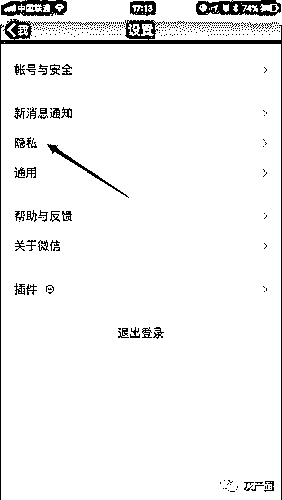 中国联通 17:13 74%
我 设置
帐号与安全
新消息通知
隐私
通用
帮助与反馈
关于微信
插件
退出登录
灰产圈